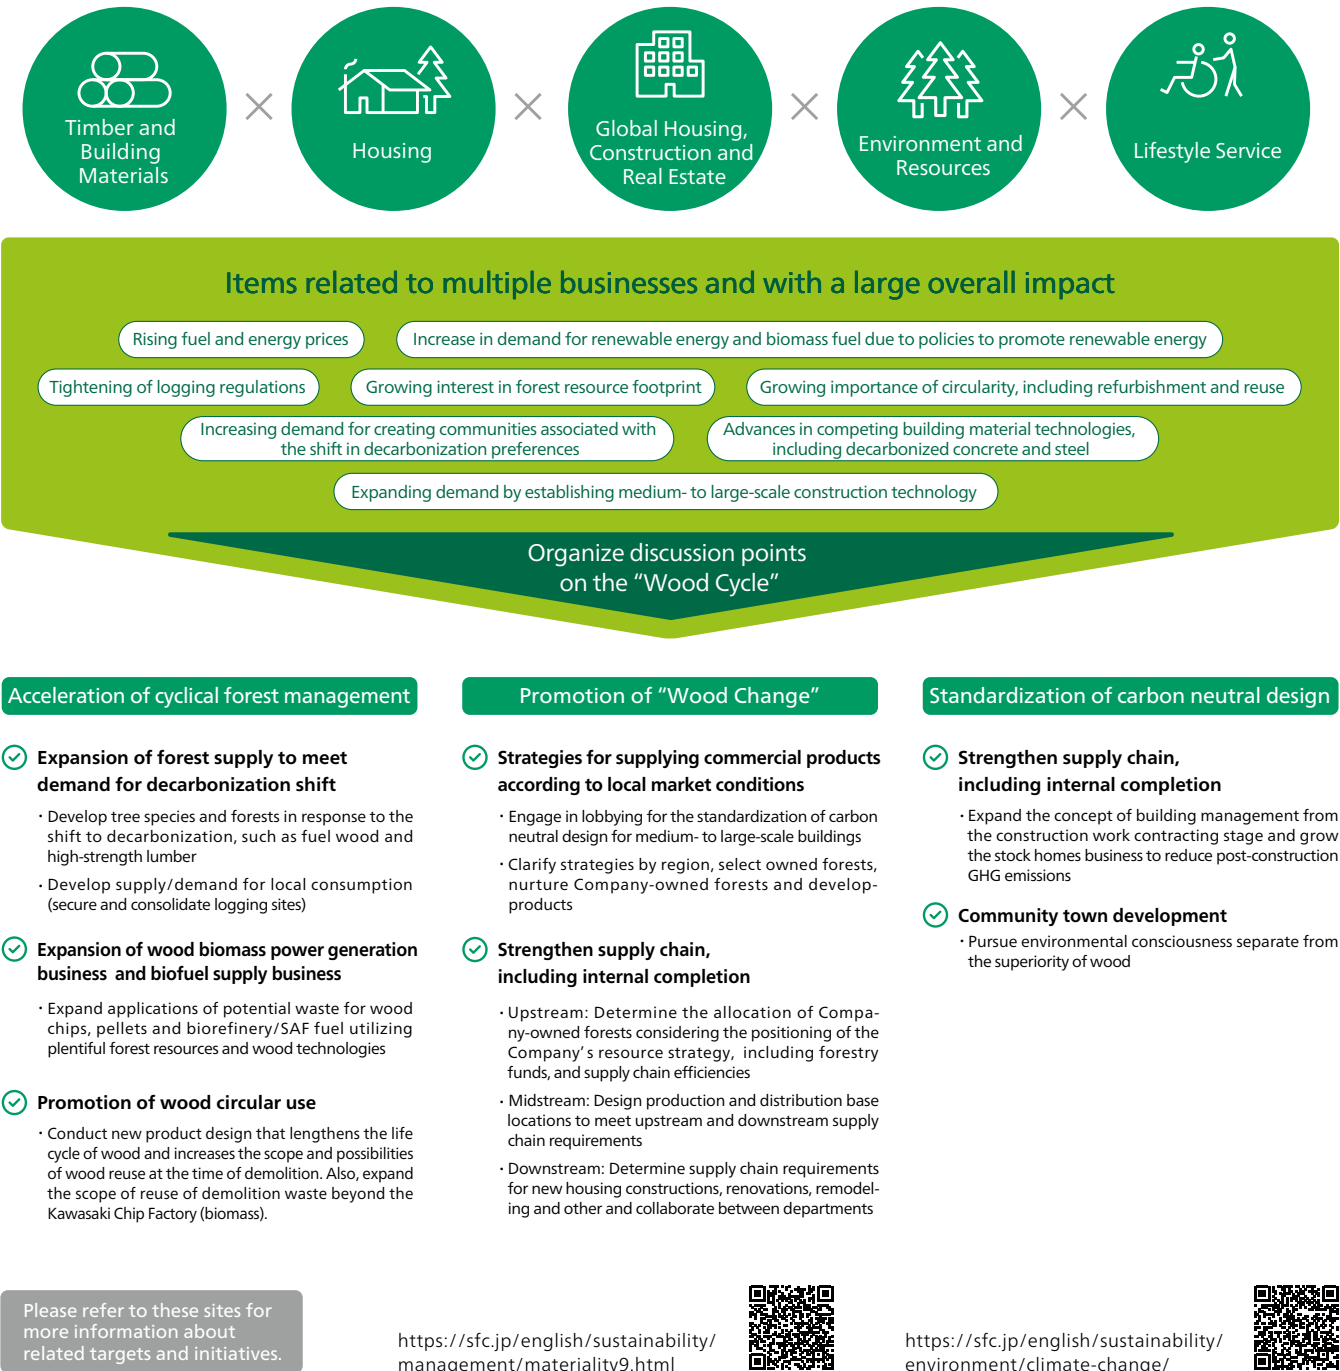 Timber and
Building
Materials
Housing
Global Housing,
Construction and
Real Estate
Environment and
Resources
Lifestyle Service
Items related to multiple businesses and with a large overall impact
Rising fuel and energy prices
Increase in demand for renewable energy and biomass fuel due to policies to promote renewable energy
Tightening of logging regulations
Growing interest in forest resource footprint
Growing importance of circularity, including refurbishment and reuse
Increasing demand for creating communities associated with
the shift in decarbonization preferences
Advances in competing building material technologies,
including decarbonized concrete and steel
Expanding demand by establishing medium- to large-scale construction technology
Organize discussion points
on the “Wood Cycle”
Acceleration of cyclical forest management
Expansion of forest supply to meet
demand for decarbonization shift
・Develop tree species and forests in response to the
shift to decarbonization, such as fuel wood and
high-strength lumber
・Develop supply/demand for local consumption
(secure and consolidate logging sites)
Expansion of wood biomass power generation
business and biofuel supply business
・Expand applications of potential waste for wood
chips, pellets and biorefinery/SAF fuel utilizing
plentiful forest resources and wood technologies
Promotion of wood circular use
・Conduct new product design that lengthens the life
cycle of wood and increases the scope and possibilities
of wood reuse at the time of demolition. Also, expand
the scope of reuse of demolition waste beyond the
Kawasaki Chip Factory (biomass).
Promotion of “Wood Change”
Strategies for supplying commercial products
according to local market conditions
・Engage in lobbying for the standardization of carbon
neutral design for medium- to large-scale buildings
・Clarify strategies by region, select owned forests,
nurture Company-owned forests and develop-
products
Strengthen supply chain,
including internal completion
・Upstream: Determine the allocation of Compa-
ny-owned forests considering the positioning of the
Company’s resource strategy, including forestry
funds, and supply chain efficiencies
・Midstream: Design production and distribution base
locations to meet upstream and downstream supply
chain requirements
・Downstream: Determine supply chain requirements
for new housing constructions, renovations, remodel-
ing and other and collaborate between departments
Standardization of carbon neutral design
Strengthen supply chain,
including internal completion
・Expand the concept of building management from
the construction work contracting stage and grow
the stock homes business to reduce post-construction
GHG emissions
Community town development
・Pursue environmental consciousness separate from
the superiority of wood
Please refer to these sites for
more information about
related targets and initiatives.
https://sfc.jp/english/sustainability/
management/materiality9.html
https://sfc.jp/english/sustainability/
environment/climate-change/